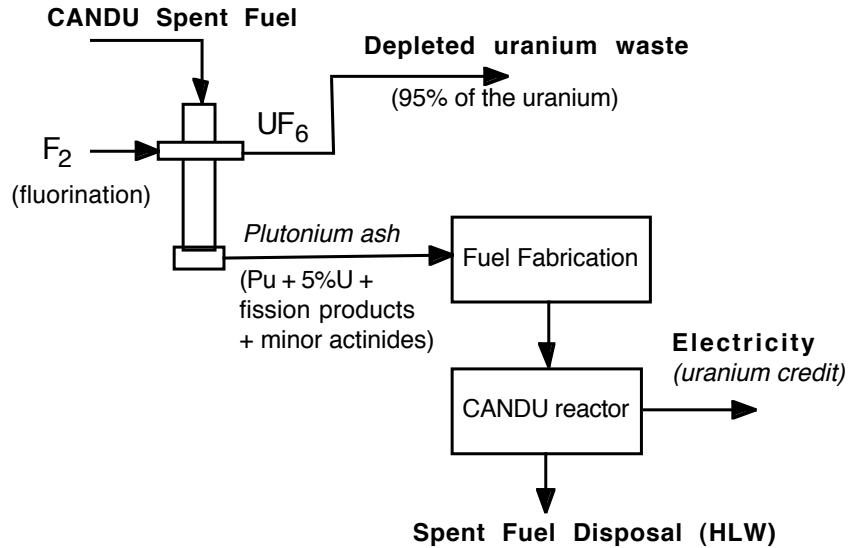 CANDU Spent Fuel
Depleted uranium waste
(95% of the uranium)
UF6
F2
(fluorination)
Plutonium ash
(Pu + 5%U +
fission products
+ minor actinides)
Fuel Fabrication
Electricity
(uranium credit)
CANDU reactor
Spent Fuel Disposal (HLW)